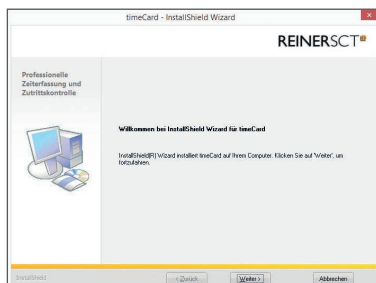 timeCard - InstallShield Wizard
REINERSCT
Professionelle
Zeiterfassung und
Zutrittskontrolle
Willkommen bei InstallShield Wizard für timeCard
InstallShield(R) Wizard installiert timeCard auf Ihrem Computer. Klicken Sie auf 'Weiter', um
fortzufahren.
InstallShield
< Zurück
Weiter >
Abbrechen